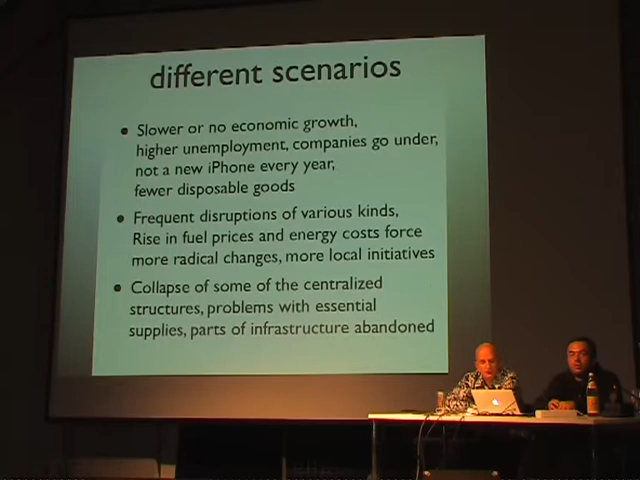 different scenarios
Slower or no economic growth,
higher unemployment, companies go under,
not a new iPhone every year,
fewer disposable goods
Frequent disruptions of various kinds,
Rise in fuel prices and energy costs force
more radical changes, more local initiatives
Collapse of some of the centralized
structures, problems with essential
supplies, parts of infrastructure abandoned